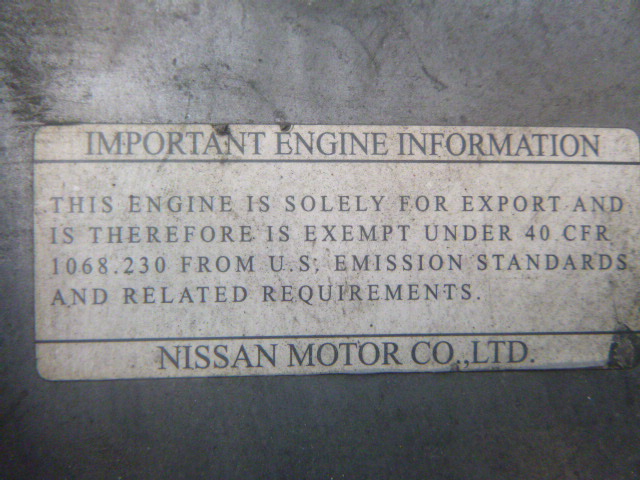 IMPORTANT ENGINE INFORMATION
THIS ENGINE IS SOLELY FOR EXPORT AND
IS THEREFORE IS EXEMPT UNDER 40 CFR
1068.230 FROM U.S. EMISSION STANDARDS
AND RELATED REQUIREMENTS.
NISSAN MOTOR CO.,LTD.